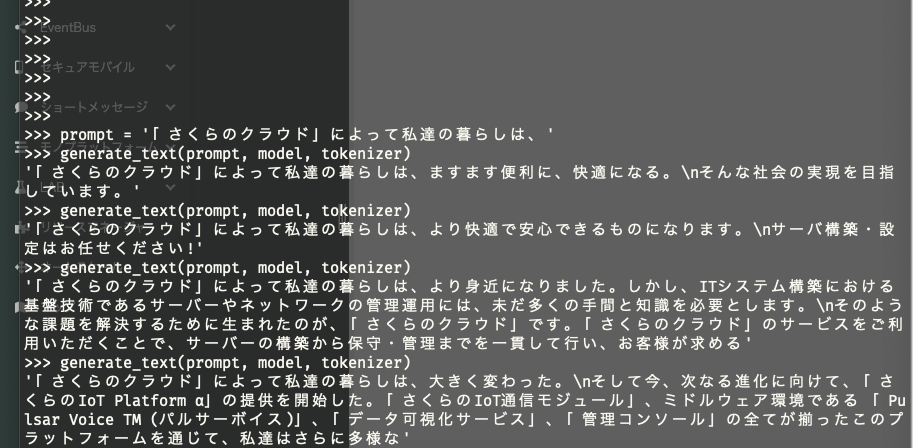 >>>
>>>
>>>
>>>
>>>
>>>
>>>
>>> prompt = '「さくらのクラウド」によって私達の暮らしは、'
>>> generate_text(prompt, model, tokenizer)
'「さくらのクラウド」によって私達の暮らしは、ますます便利に、快適になる。\nそんな社会の実現を目指
しています。'
>>> generate_text(prompt, model, tokenizer)
'「さくらのクラウド」によって私達の暮らしは、より快適で安心できるものになります。\nサーバ構築・設
定はお任せください!'
>>> generate_text(prompt, model, tokenizer)
'「さくらのクラウド」によって私達の暮らしは、より身近になりました。しかし、ITシステム構築における
基盤技術であるサーバーやネットワークの管理運用には、未だ多くの手間と知識を必要とします。\nそのよう
な課題を解決するために生まれたのが、「さくらのクラウド」です。「さくらのクラウド」のサービスをご利
用いただくことで、サーバーの構築から保守・管理までを一貫して行い、お客様が求める'
>>> generate_text(prompt, model, tokenizer)
'「さくらのクラウド」によって私達の暮らしは、大きく変わった。\nそして今、次なる進化に向けて、「さ
くらのIoT Platform α」の提供を開始した。「さくらのIoT通信モジュール」、ミドルウェア環境である「Pu
lsar Voice TM (パルサーボイス)」、「データ可視化サービス」、「管理コンソール」の全てが揃ったこのプ
ラットフォームを通じて、私達はさらに多様な'
EventBus
セキュアモバイル
ショートメッセージ
モノプラットフォーム
LAB